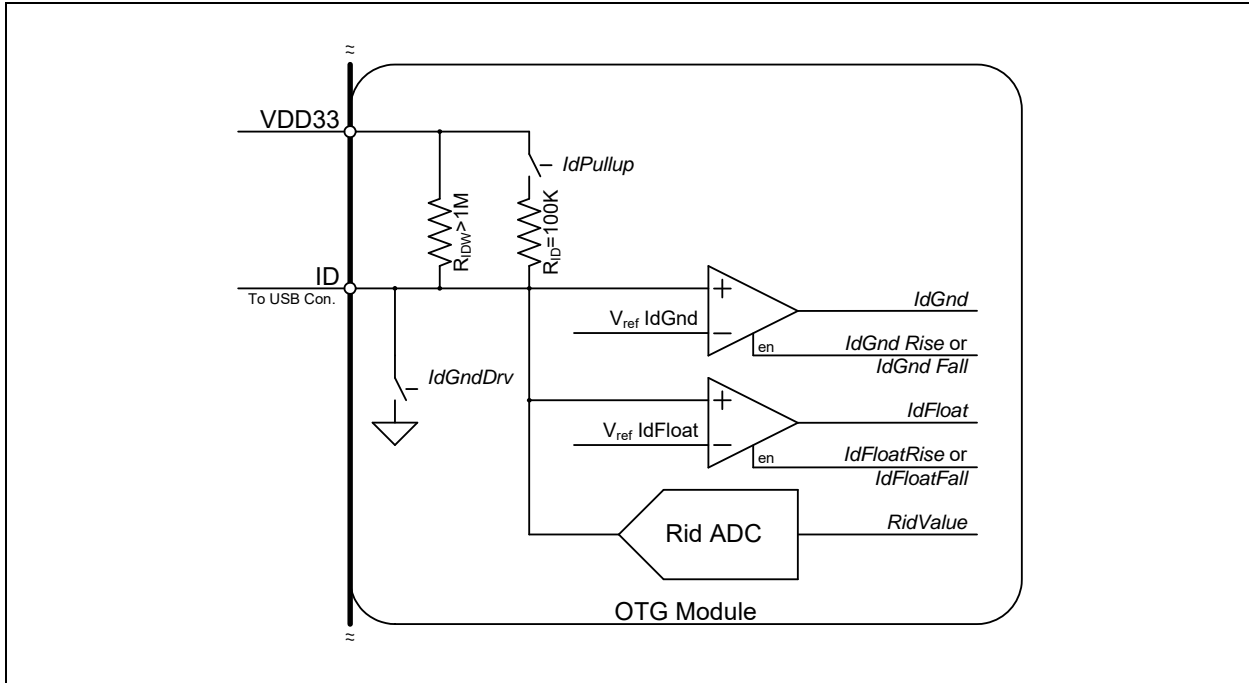 ≈
VDD33
IdPullup
RIDW>1M
RID=100K
ID
To USB Con.
+
IdGnd
Vref IdGnd
−
en
IdGnd Rise or
IdGnd Fall
IdGndDrv
+
IdFloat
Vref IdFloat
−
en
IdFloatRise or
IdFloatFall
Rid ADC
RidValue
OTG Module
≈